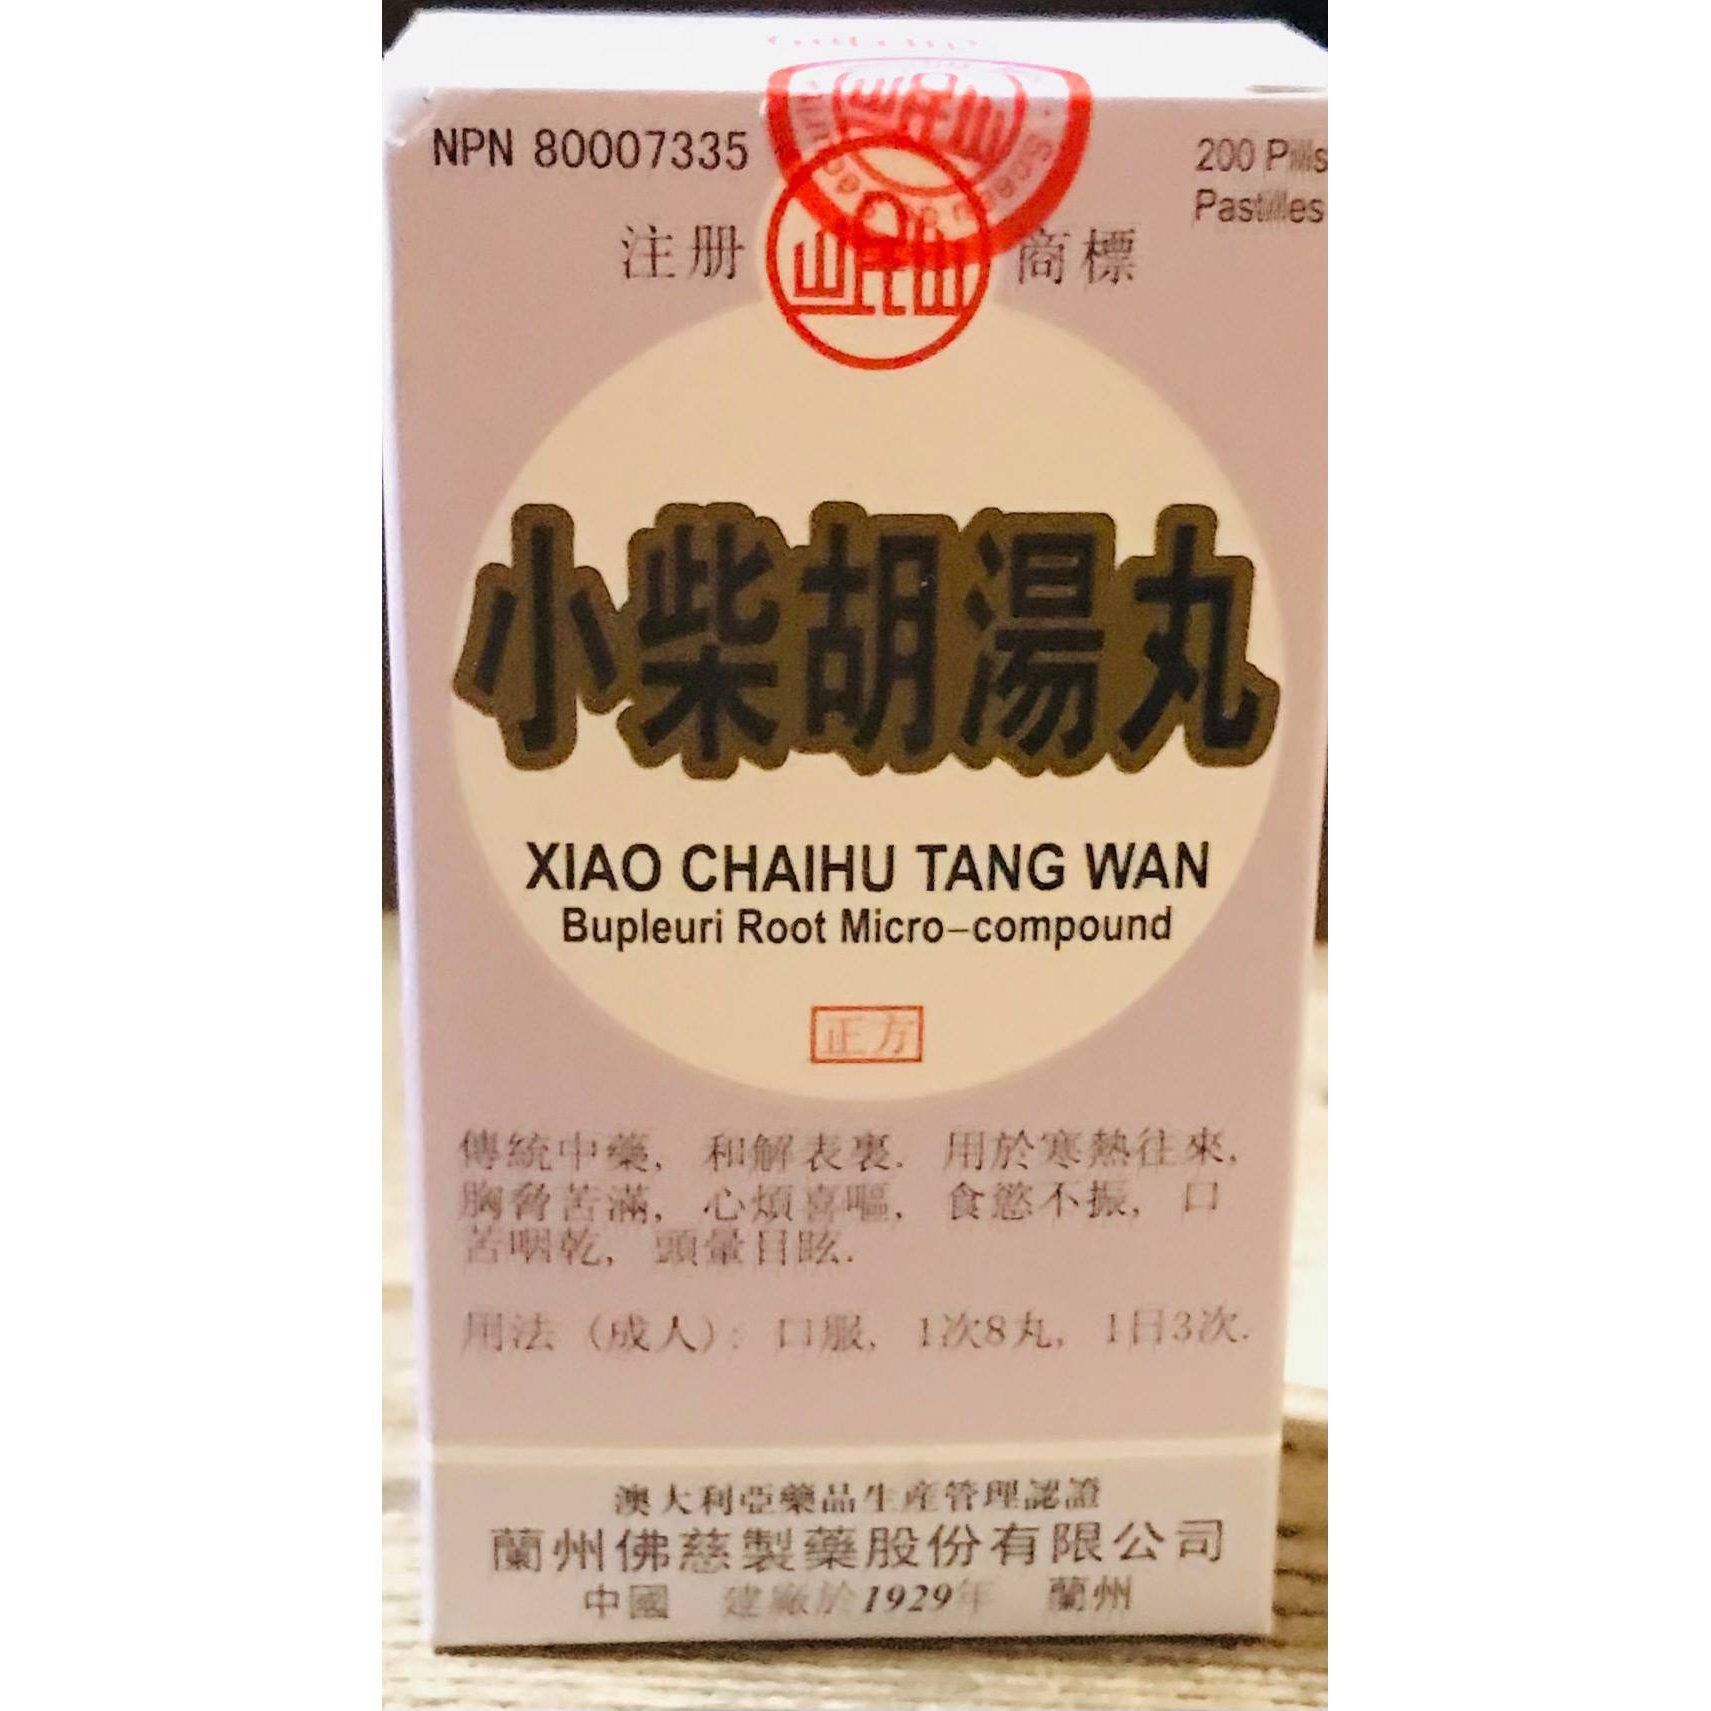 NPN 80007335
200 Pills
Pastilles
注册 岷山 商標
小柴胡湯丸
XIAO CHAIHU TANG WAN
Bupleuri Root Micro-compound
正方
傳統中藥, 和解表裏. 用於寒熱往來,
胸脅苦滿, 心煩喜嘔, 食慾不振, 口
苦咽乾, 頭暈目眩.
用法 (成人): 口服, 1次8丸, 1日3次.
澳大利亞藥品生產管理認證
蘭州佛慈製藥股份有限公司
中國 建廠於1929年 蘭州